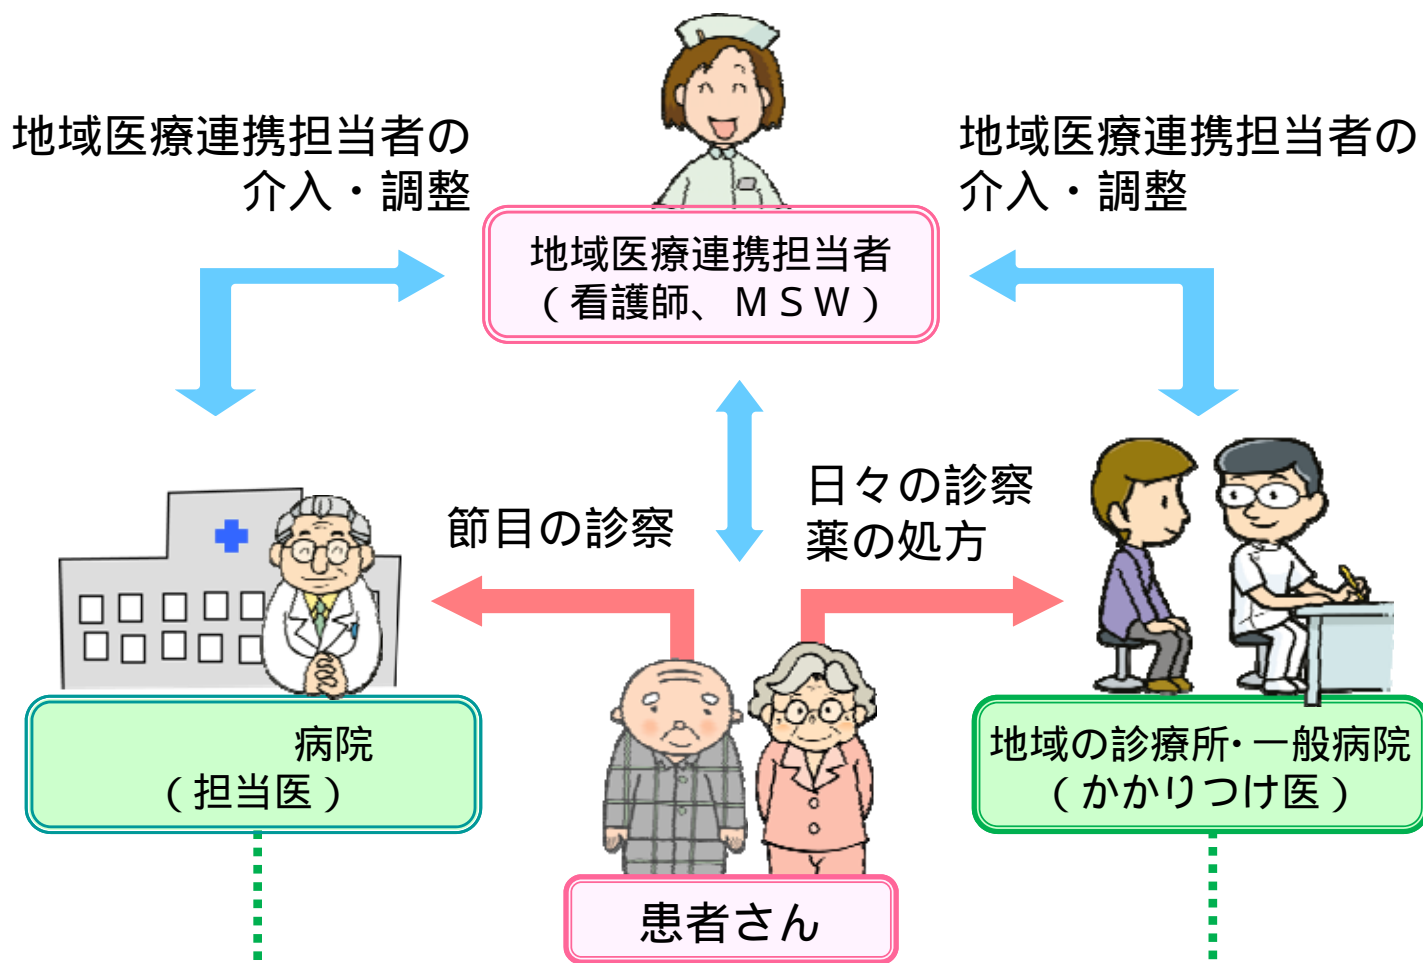 地域医療連携担当者の
介入・調整
地域医療連携担当者の
介入・調整
地域医療連携担当者
（看護師、ＭＳＷ）
節目の診察
日々の診察
薬の処方
病院
（担当医）
地域の診療所・一般病院
（かかりつけ医）
患者さん